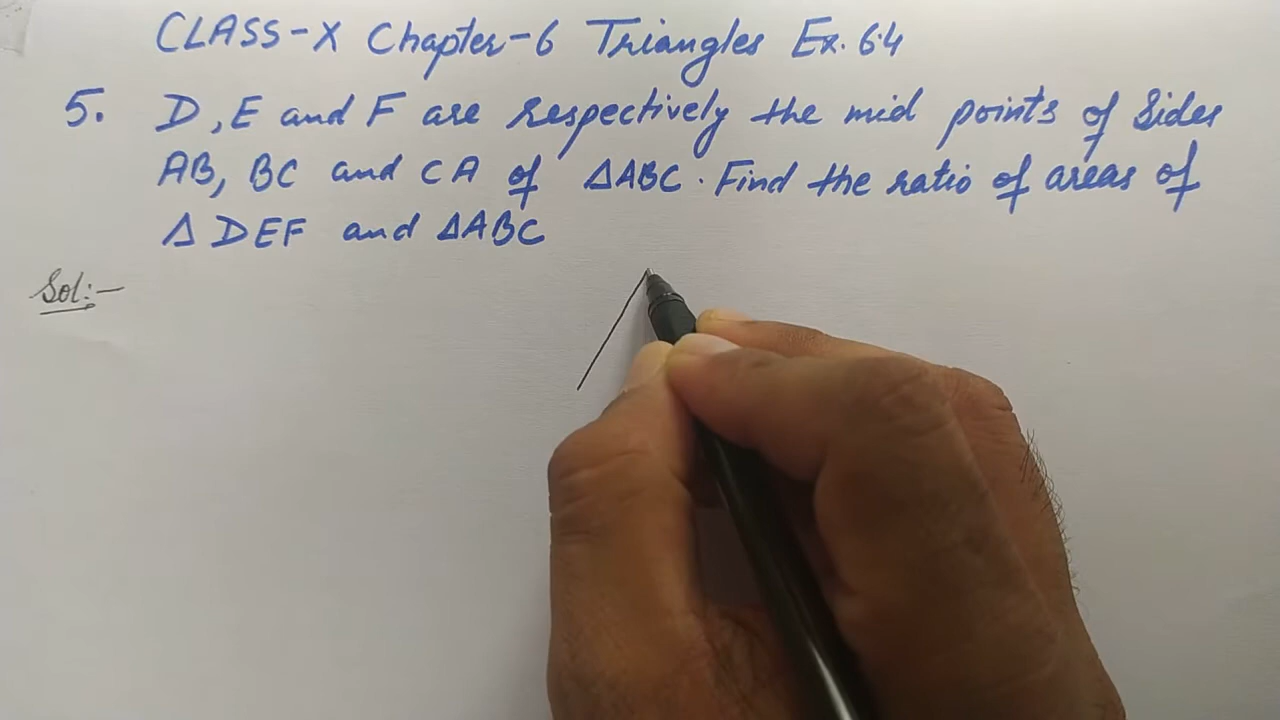 CLASS-X Chapter-6 Triangles Ex. 6.4
5. D, E and F are respectively the mid points of Sides
AB, BC and CA of ΔABC. Find the ratio of areas of
Δ DEF and ΔABC
Sol:-